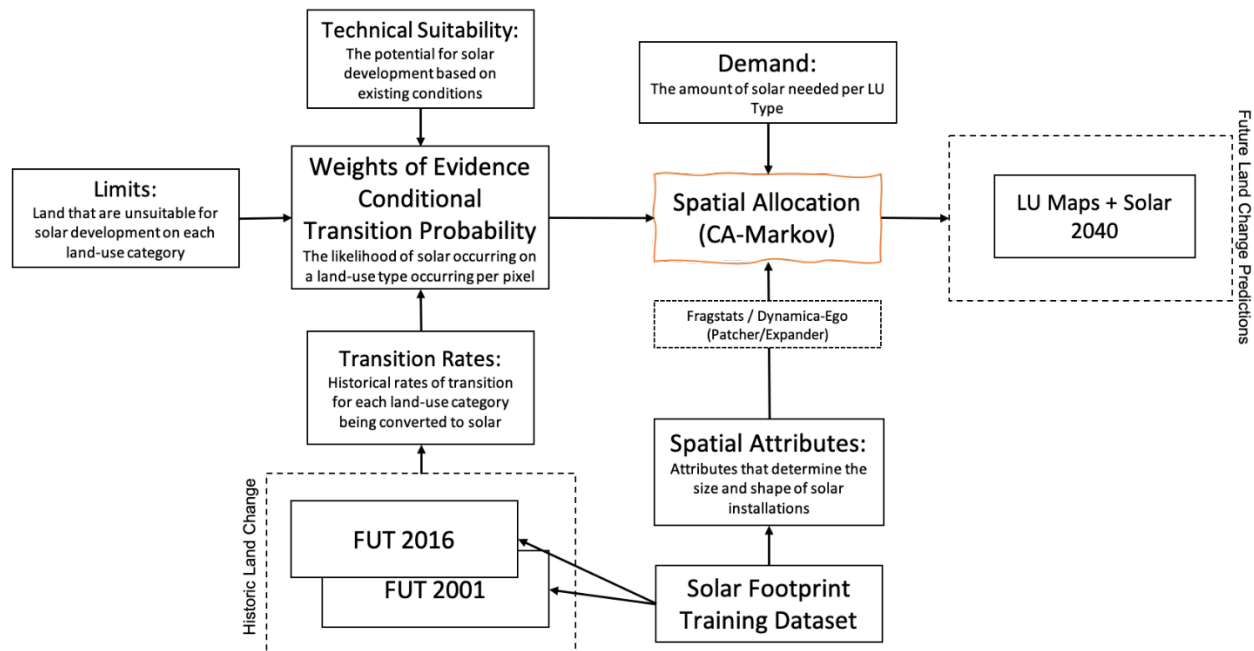 Technical Suitability:
The potential for solar
development based on
existing conditions
Demand:
The amount of solar needed per LU
Type
Limits:
Land that are unsuitable for
solar development on each
land-use category
Weights of Evidence
Conditional
Transition Probability
The likelihood of solar occurring on
a land-use type occurring per pixel
Spatial Allocation
(CA-Markov)
LU Maps + Solar
2040
Future Land Change Predictions
Fragstats / Dynamica-Ego
(Patcher/Expander)
Transition Rates:
Historical rates of transition
for each land-use category
being converted to solar
Spatial Attributes:
Attributes that determine the
size and shape of solar
installations
Historic Land Change
FUT 2016
FUT 2001
Solar Footprint
Training Dataset